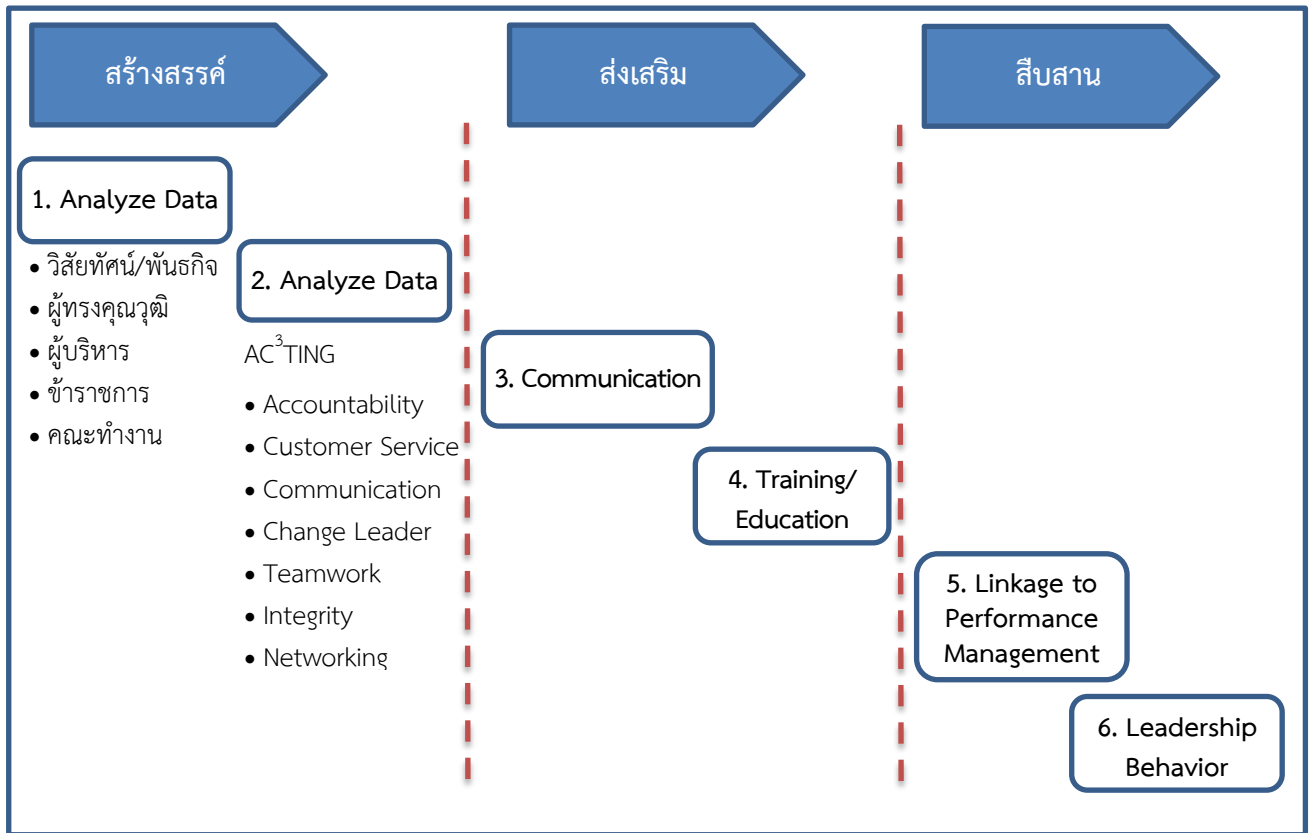 สร้างสรรค์
ส่งเสริม
สืบสาน
1. Analyze Data
• วิสัยทัศน์/พันธกิจ
• ผู้ทรงคุณวุฒิ
• ผู้บริหาร
• ข้าราชการ
• คณะทำงาน
2. Analyze Data
AC³TING
• Accountability
• Customer Service
• Communication
• Change Leader
• Teamwork
• Integrity
• Networking
3. Communication
4. Training/
Education
5. Linkage to
Performance
Management
6. Leadership
Behavior